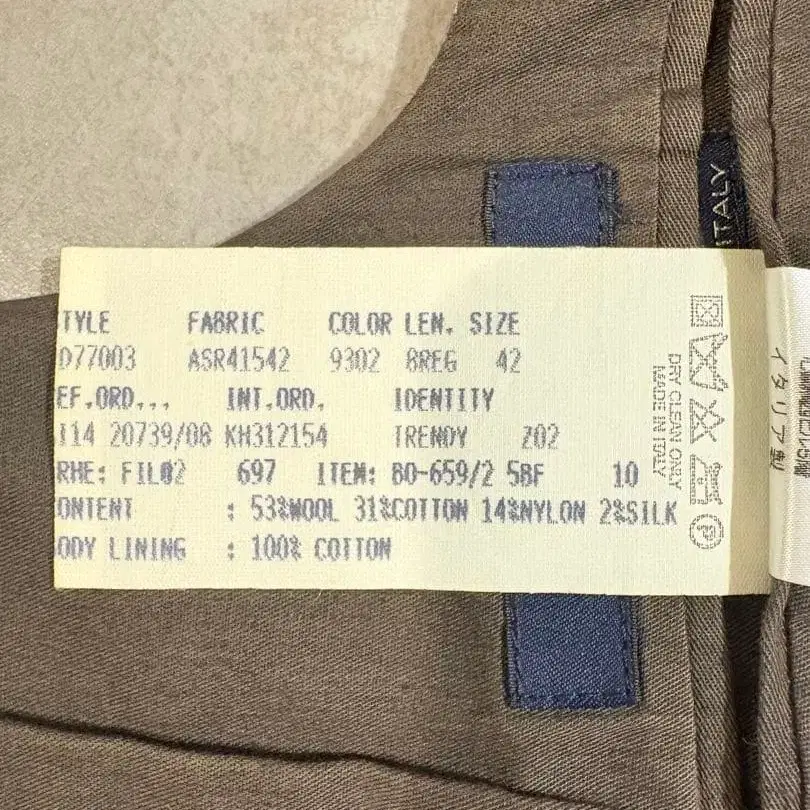 TYLE FABRIC COLOR LEN. SIZE
D77003 ASR41542 9302 8REG 42
EF.ORD... INT.ORD. IDENTITY
114 20739/08 KH312154 TRENDY Z02
RHE: FIL02 697 ITEM: BO-659/2 5BF 10
ONTENT : 53%WOOL 31%COTTON 14%NYLON 2%SILK
ODY LINING : 100% COTTON
DRY CLEAN ONLY
MADE IN ITALY
P
ITALY
イタリア製